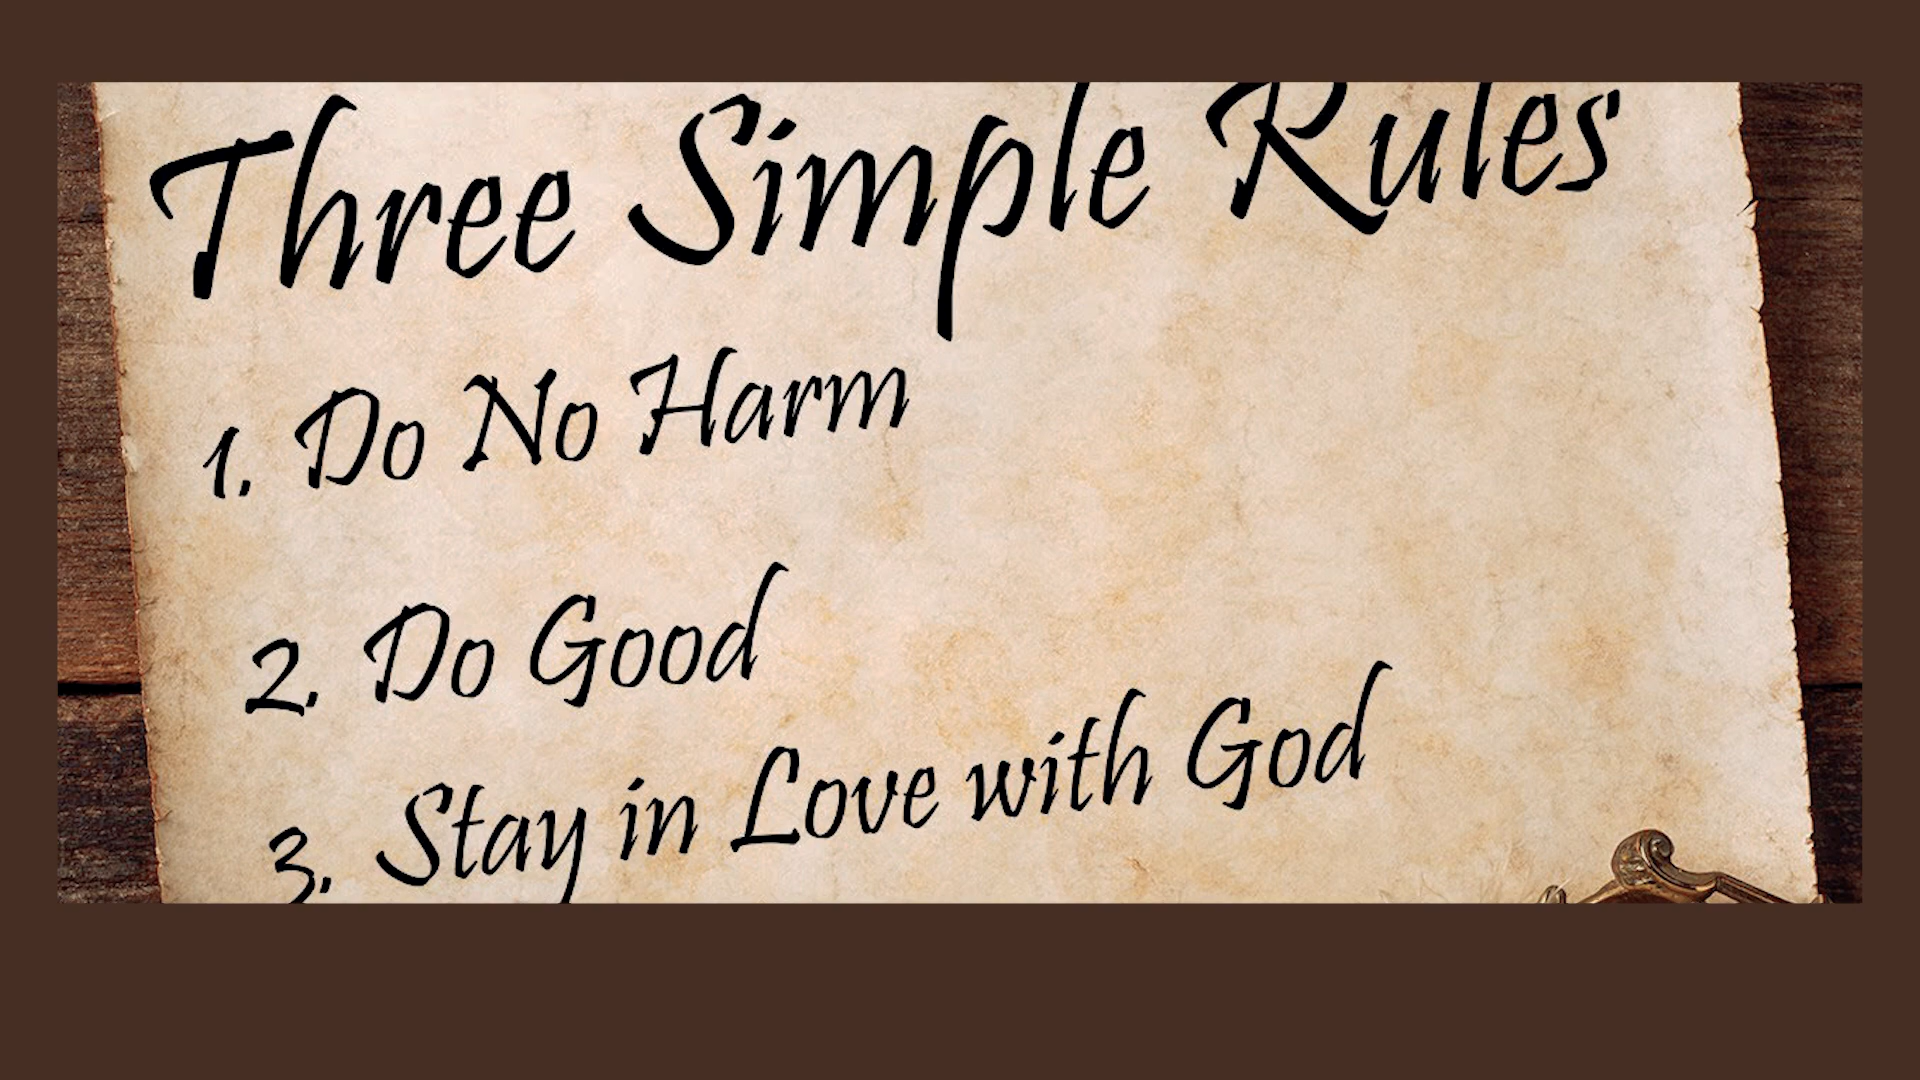 Three Simple Rules
1. Do No Harm
2. Do Good
3. Stay in Love with God